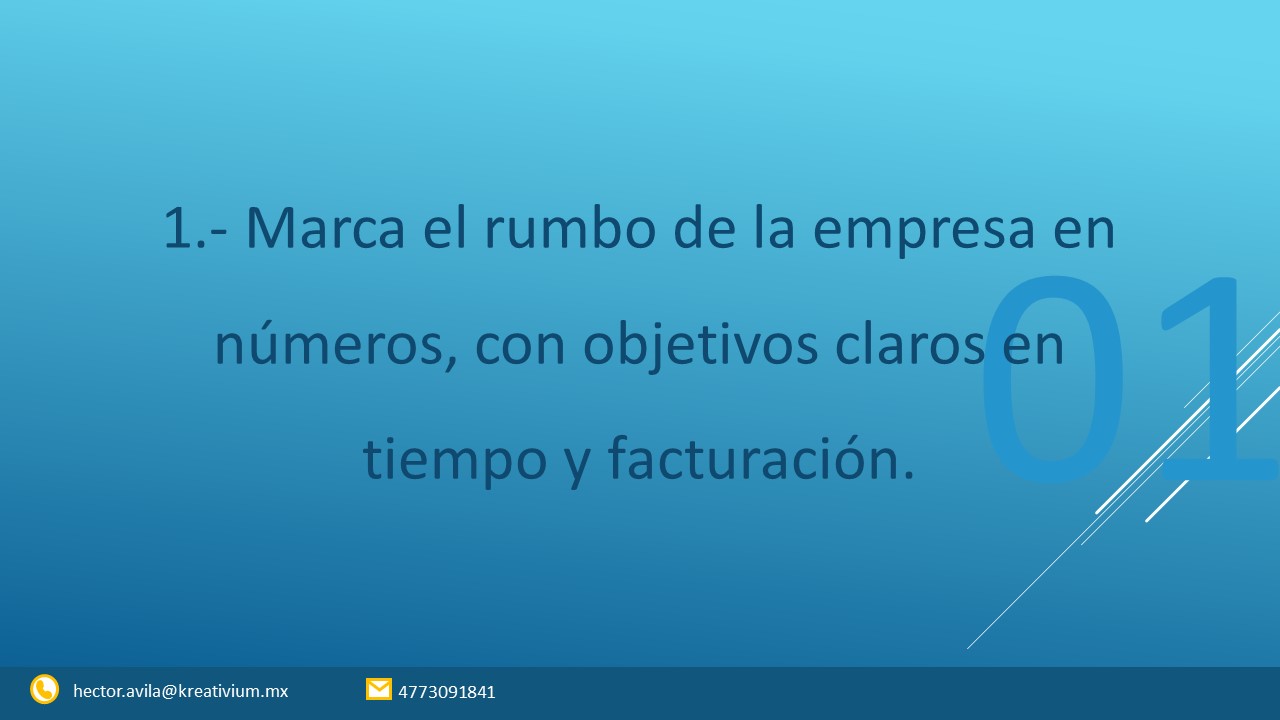 1.- Marca el rumbo de la empresa en
números, con objetivos claros en
tiempo y facturación.
01
hector.avila@kreativium.mx
4773091841